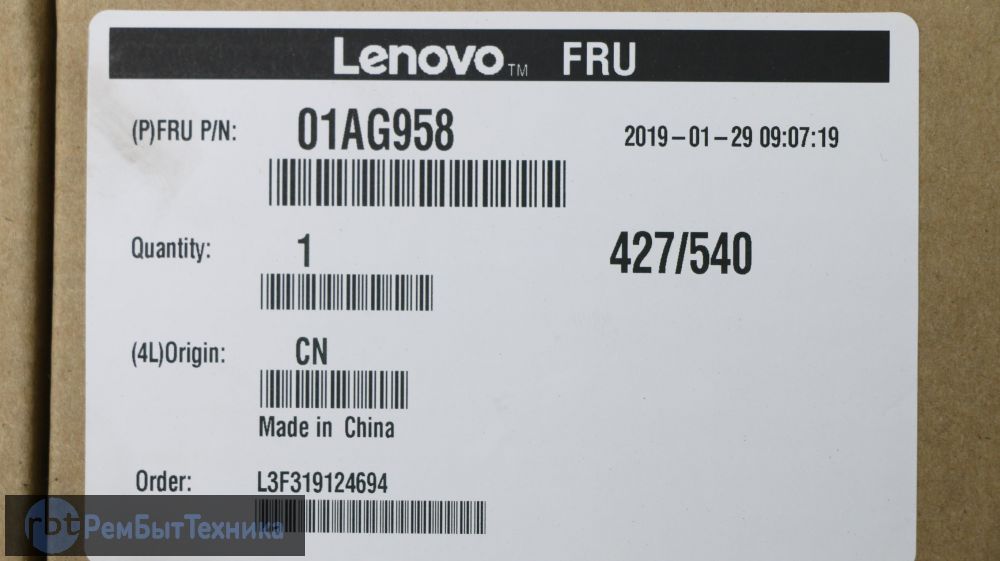 Lenovo™ FRU
(P)FRU P/N: 01AG958 2019-01-29 09:07:19
Quantity: 1 427/540
(4L)Origin: CN
Made in China
Order: L3F319124694
rbt РемБытТехника